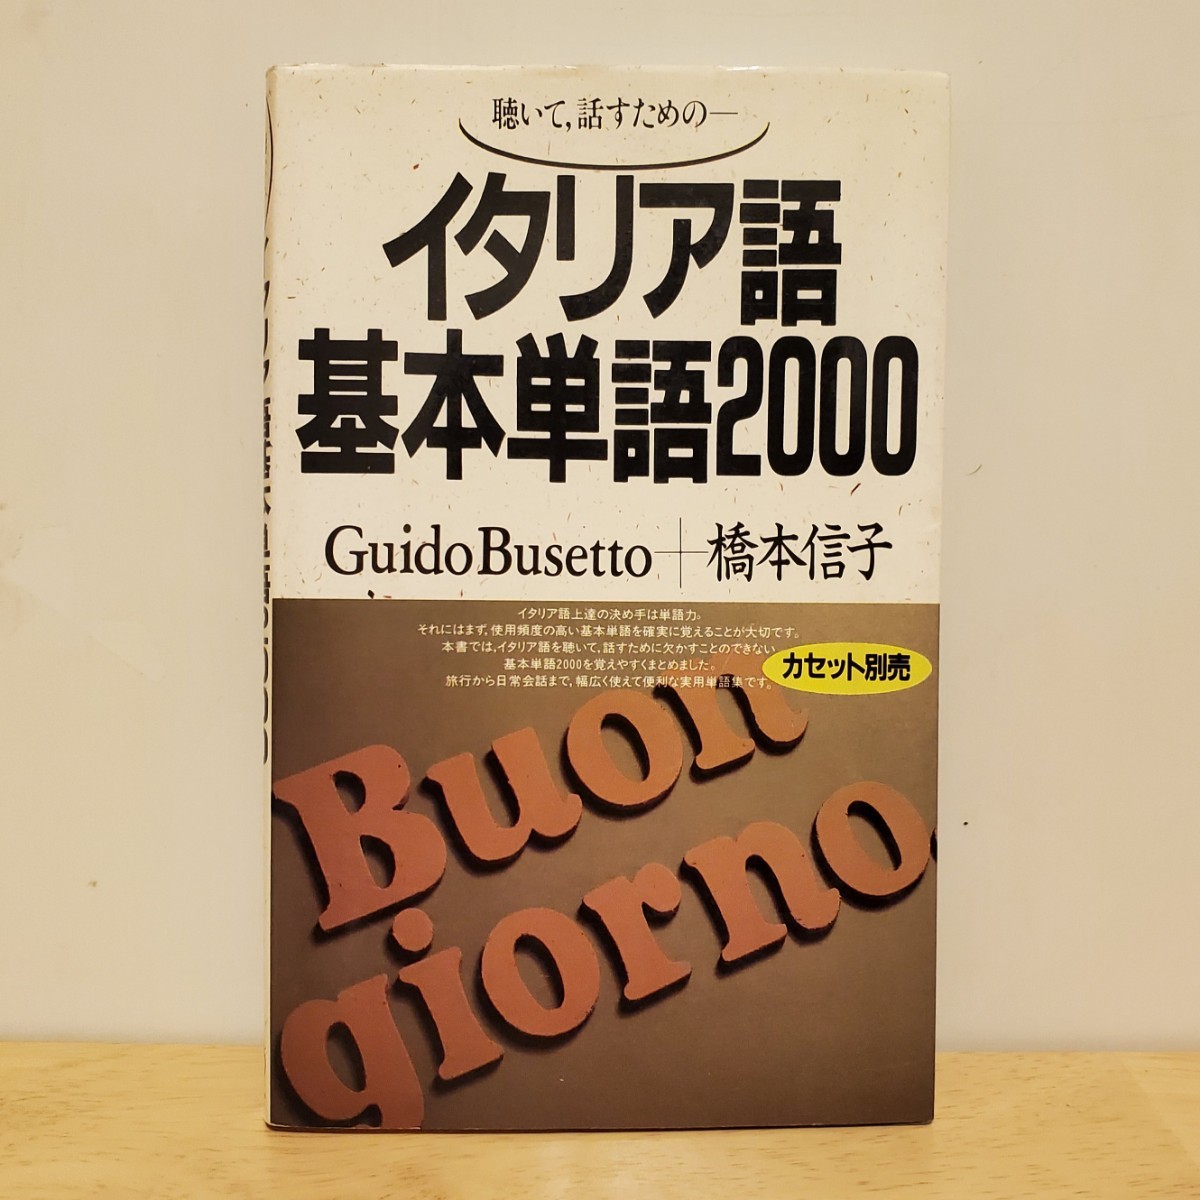 聴いて,話すための―
イタリア語
基本単語2000
Guido Busetto+橋本信子
イタリア語上達の決め手は単語力。
それにはまず,使用頻度の高い基本単語を確実に覚えることが大切です。
本書では,イタリア語を聴いて,話すために欠かすことのできない
基本単語2000を覚えやすくまとめました。
旅行から日常会話まで,幅広く使えて便利な実用単語集です。
カセット別売
Buon
giorno.